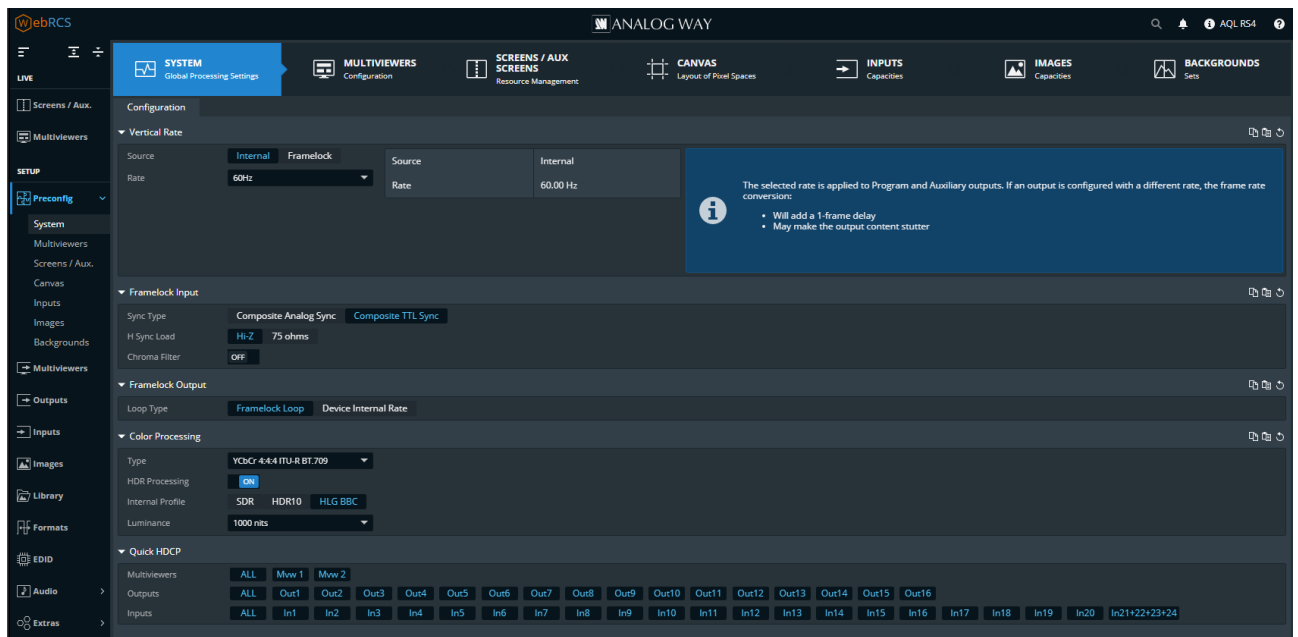 WebRCS
ANALOG WAY
AQL RS4
LIVE
Screens / Aux.
Multiviewers
SETUP
Preconfig
System
Multiviewers
Screens / Aux.
Canvas
Inputs
Images
Backgrounds
Multiviewers
Outputs
Inputs
Images
Library
Formats
EDID
Audio
Extras
SYSTEM
Global Processing Settings
MULTIVIEWERS
Configuration
SCREENS / AUX
SCREENS
Resource Management
CANVAS
Layout of Pixel Spaces
INPUTS
Capacities
IMAGES
Capacities
BACKGROUNDS
Sets
Configuration
Vertical Rate
Source Internal Framelock
Rate 60Hz
Source Internal
Rate 60.00 Hz
The selected rate is applied to Program and Auxiliary outputs. If an output is configured with a different rate, the frame rate
conversion:
• Will add a 1-frame delay
• May make the output content stutter
Framelock Input
Sync Type Composite Analog Sync Composite TTL Sync
H Sync Load Hi-Z 75 ohms
Chroma Filter OFF
Framelock Output
Loop Type Framelock Loop Device Internal Rate
Color Processing
Type YCbCr 4:4:4 ITU-R BT.709
HDR Processing ON
Internal Profile SDR HDR10 HLG BBC
Luminance 1000 nits
Quick HDCP
Multiviewers ALL Mvw 1 Mvw 2
Outputs ALL Out1 Out2 Out3 Out4 Out5 Out6 Out7 Out8 Out9 Out10 Out11 Out12 Out13 Out14 Out15 Out16
Inputs ALL In1 In2 In3 In4 In5 In6 In7 In8 In9 In10 In11 In12 In13 In14 In15 In16 In17 In18 In19 In20 In21+22+23+24